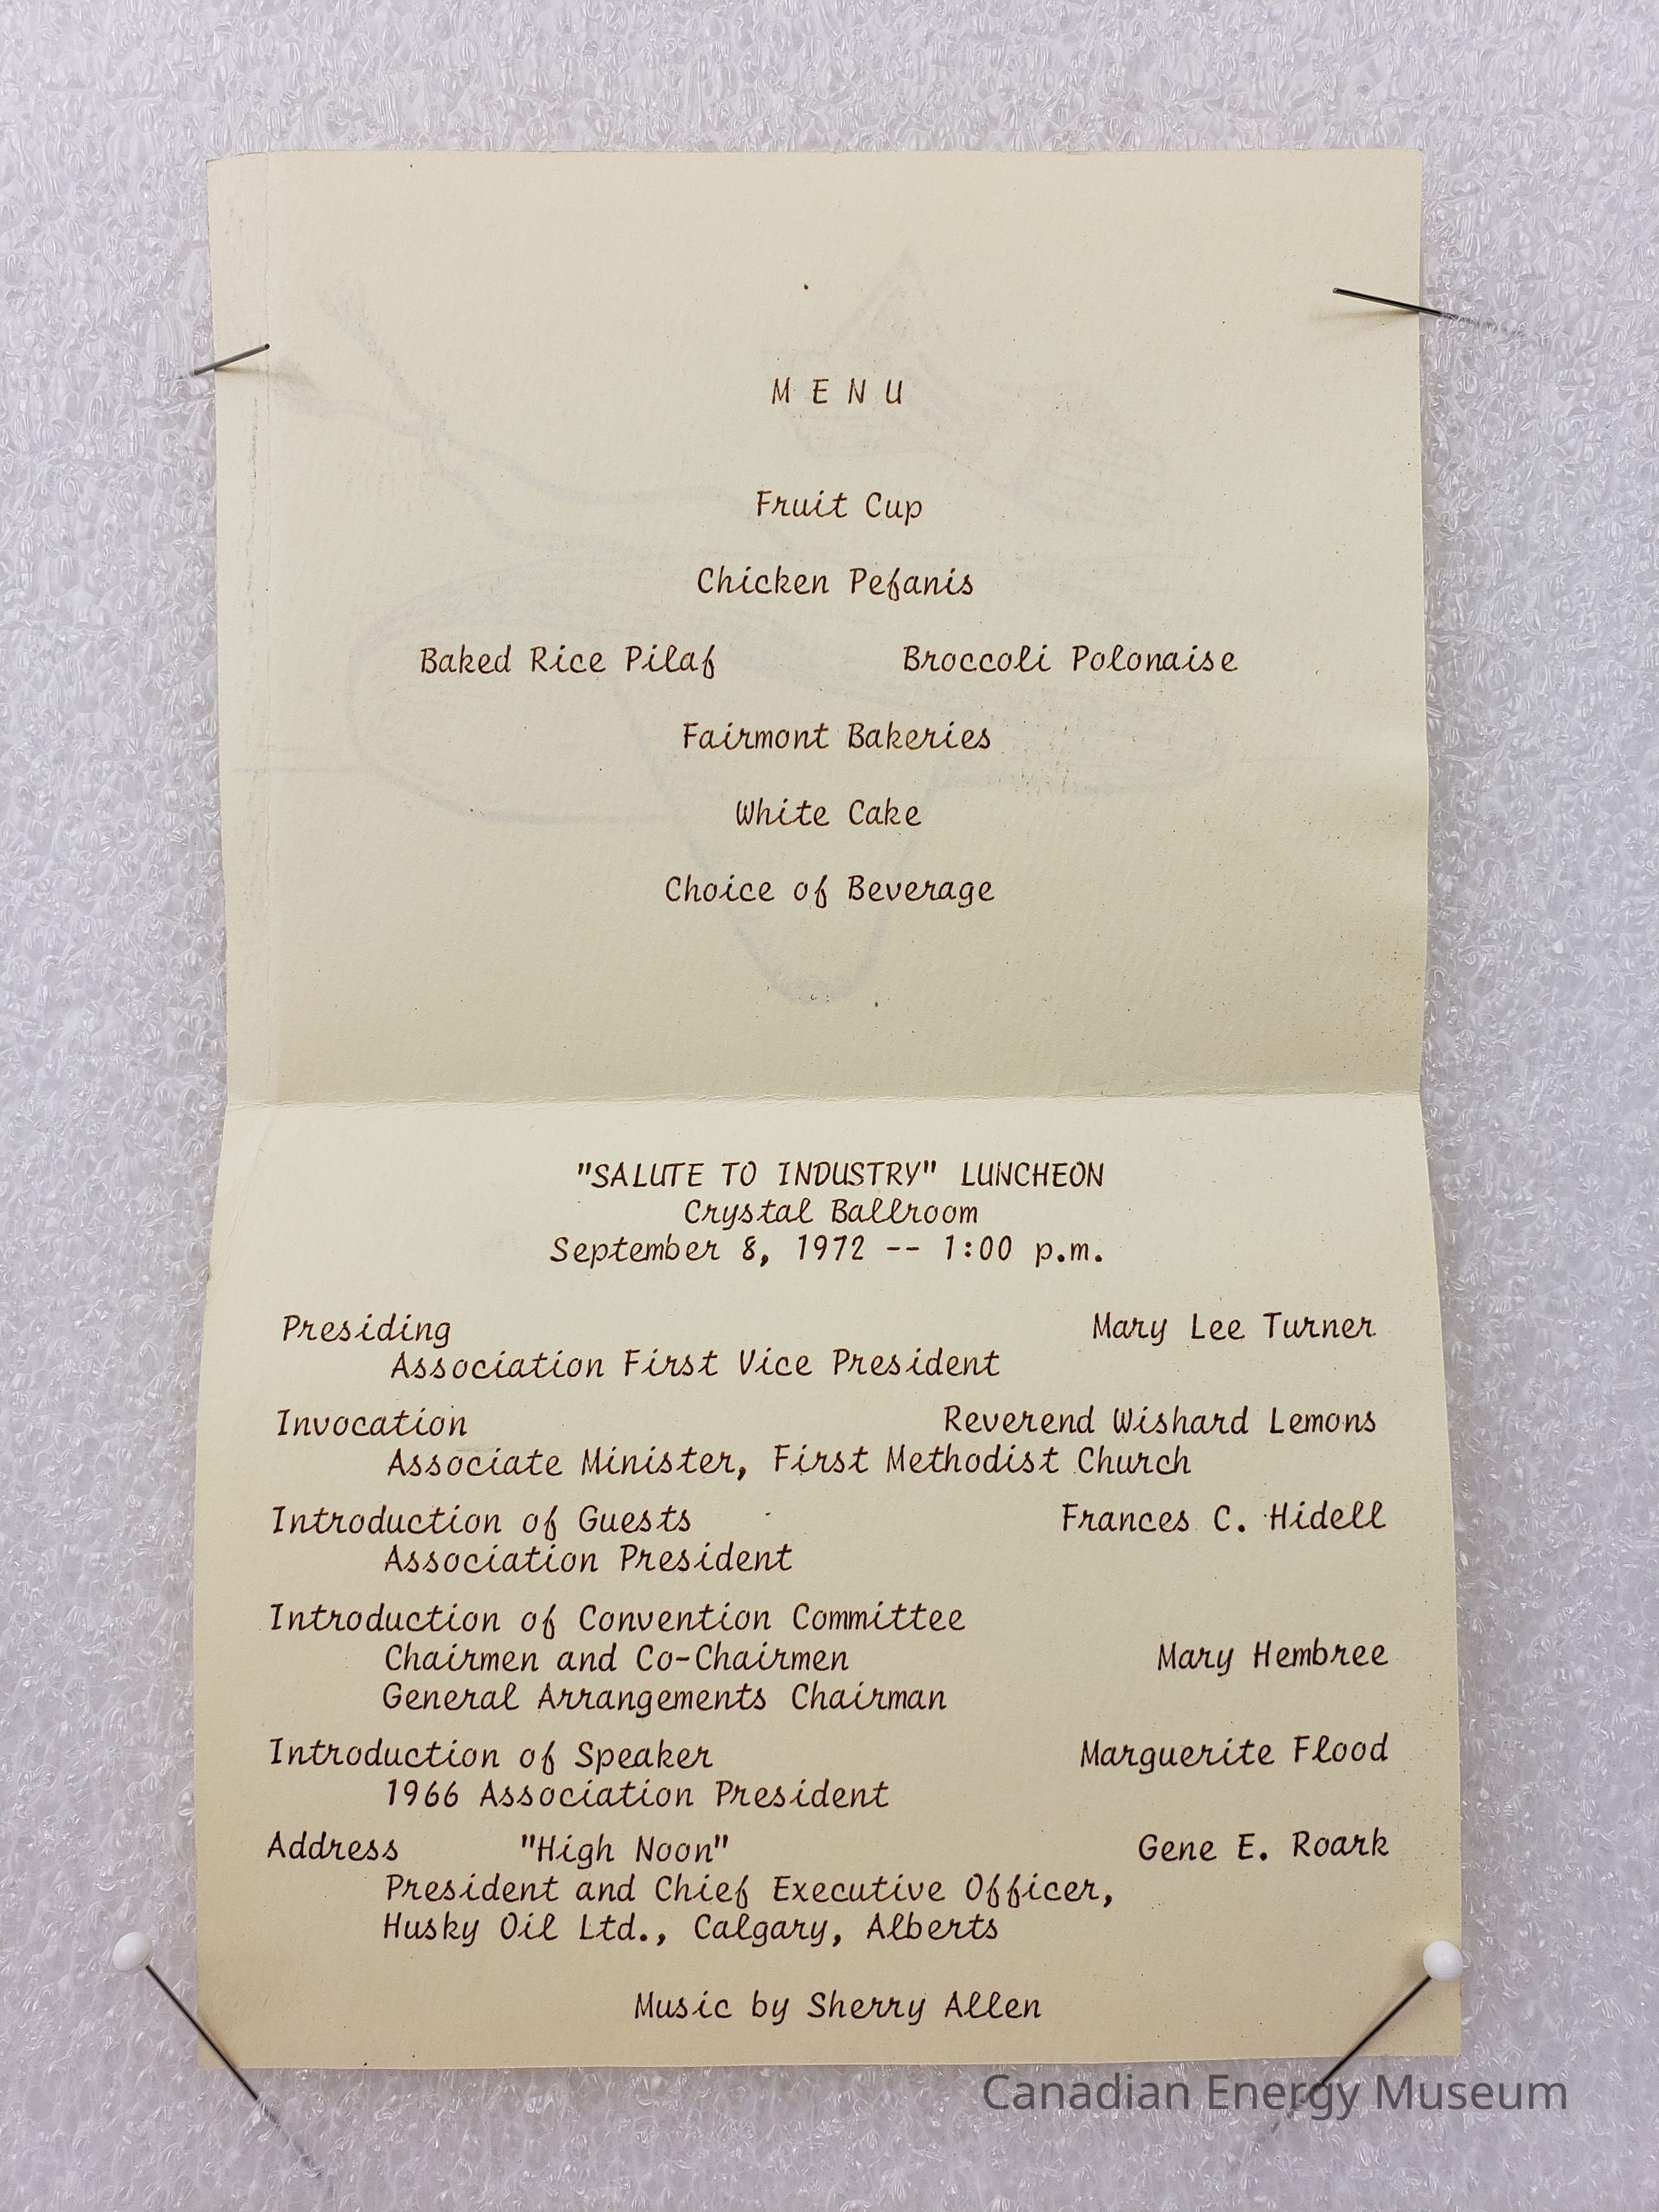 M E N U
Fruit Cup
Chicken Pefanis
Baked Rice Pilaf Broccoli Polonaise
Fairmont Bakeries
White Cake
Choice of Beverage
"SALUTE TO INDUSTRY" LUNCHEON
Crystal Ballroom
September 8, 1972 -- 1:00 p.m.
Presiding Mary Lee Turner
Association First Vice President
Invocation Reverend Wishard Lemons
Associate Minister, First Methodist Church
Introduction of Guests Frances C. Hidell
Association President
Introduction of Convention Committee
Chairmen and Co-Chairmen Mary Hembree
General Arrangements Chairman
Introduction of Speaker Marguerite Flood
1966 Association President
Address "High Noon" Gene E. Roark
President and Chief Executive Officer,
Husky Oil Ltd., Calgary, Alberts
Music by Sherry Allen
Canadian Energy Museum